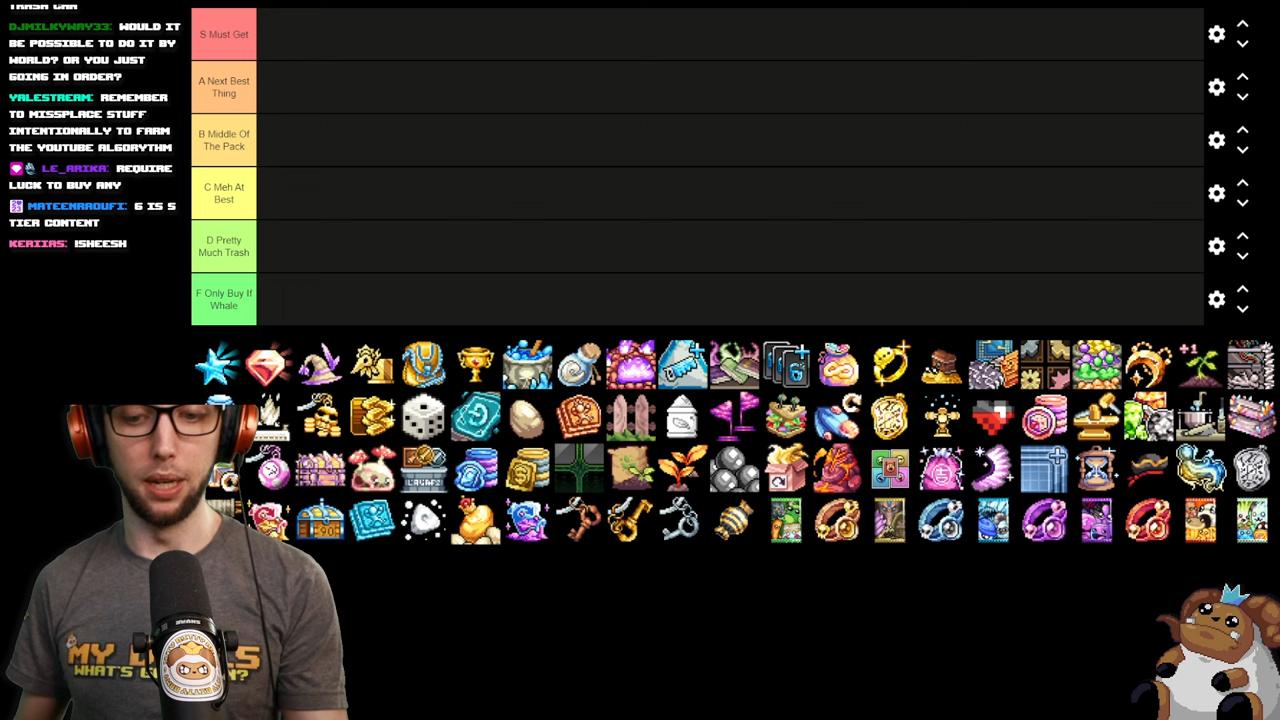 DJMILKYWAY33: WOULD IT
BE POSSIBLE TO DO IT BY
WORLD? OR YOU JUST
GOING IN ORDER?
YALESTREAM: REMEMBER
TO MISSPLACE STUFF
INTENTIONALLY TO FARM
THE YOUTUBE ALGORYTHM
LE_ARIKA: REQUIRE
LUCK TO BUY ANY
MATEENRAOUFI: 6 IS S
TIER CONTENT
KERIIAS: !SHEESH
S Must Get
A Next Best
Thing
B Middle Of
The Pack
C Meh At
Best
D Pretty
Much Trash
F Only Buy If
Whale
+1
MY
WHAT'S